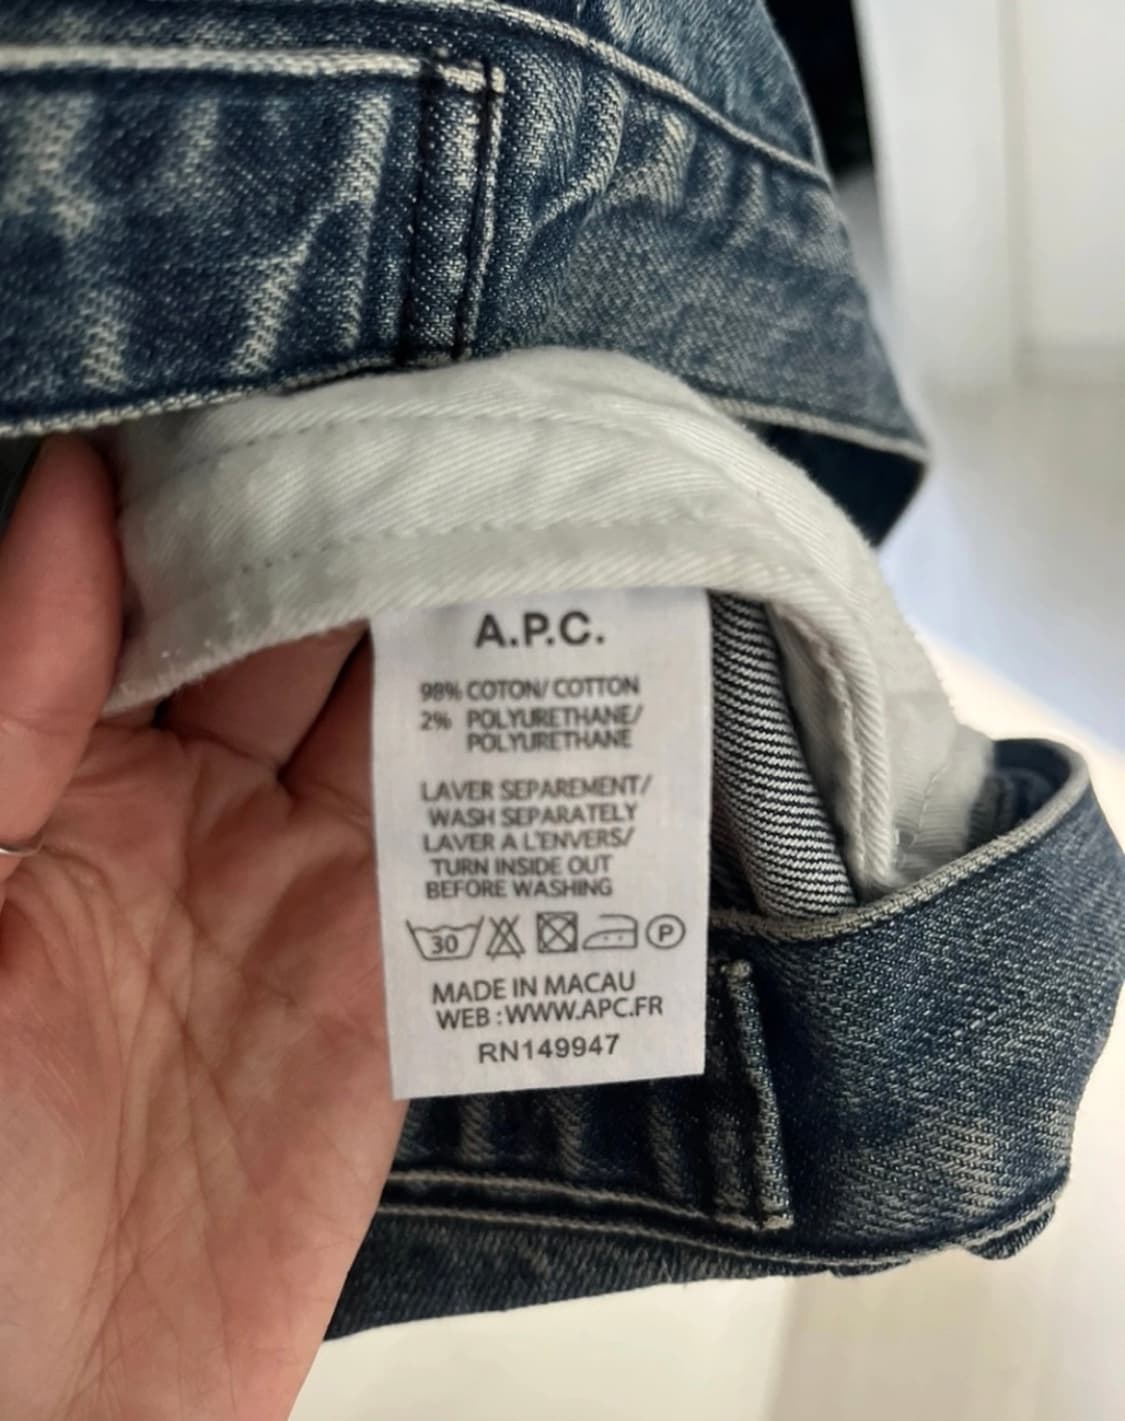 A.P.C.
98% COTON/ COTTON
2% POLYURETHANE/
POLYURETHANE
LAVER SEPAREMENT/
WASH SEPARATELY
LAVER A L'ENVERS/
TURN INSIDE OUT
BEFORE WASHING
30 P
MADE IN MACAU
WEB :WWW.APC.FR
RN149947